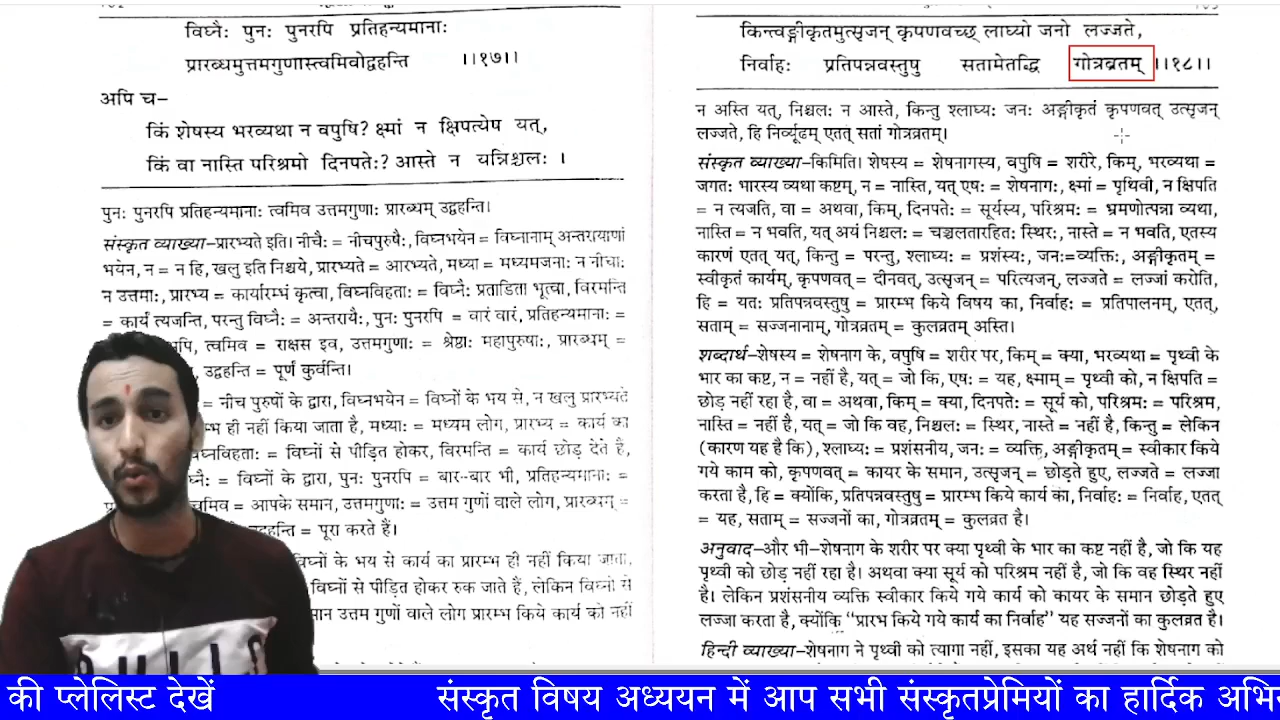 विघ्नैः पुनः पुनरपि प्रतिहन्यमानाः
प्रारब्धमुत्तमगुणास्त्वमिवोद्वहन्ति ।।१७।।
अपि च–
किं शेषस्य भरव्यथा न वपुषि? क्ष्मां न क्षिपत्येष यत्,
किं वा नास्ति परिश्रमो दिनपतेः? आस्ते न यन्निश्चलः ।
पुनः पुनरपि प्रतिहन्यमानाः त्वमिव उत्तमगुणाः प्रारब्धम् उद्वहन्ति।
संस्कृत व्याख्या–प्रारभ्यते इति। नीचैः = नीचपुरुषैः, विघ्नभयेन = विघ्नानाम् अन्तरायाणां
भयेन, न = न हि, खलु इति निश्चये, प्रारभ्यते = आरभ्यते, मध्या = मध्यमजनाः न नीचाः
न उत्तमाः, प्रारभ्य = कार्यारम्भं कृत्वा, विघ्नविहताः = विघ्नैः प्रताडिता भूत्वा, विरमन्ति
= कार्यं त्यजन्ति, परन्तु विघ्नैः = अन्तरायैः, पुनः पुनरपि = वारं वारं, प्रतिहन्यमानाः =
पि, त्वमिव = राक्षस इव, उत्तमगुणाः = श्रेष्ठाः महापुरुषाः, प्रारब्धम् =
उद्वहन्ति = पूर्णं कुर्वन्ति।
= नीच पुरुषों के द्वारा, विघ्नभयेन = विघ्नों के भय से, न खलु प्रारभ्यते
म्भ ही नहीं किया जाता है, मध्याः = मध्यम लोग, प्रारभ्य = कार्य का
घ्नविहताः = विघ्नों से पीड़ित होकर, विरमन्ति = कार्य छोड़ देते हैं,
घ्नैः = विघ्नों के द्वारा, पुनः पुनरपि = बार-बार भी, प्रतिहन्यमानाः =
त्वमिव = आपके समान, उत्तमगुणाः = उत्तम गुणों वाले लोग, प्रारब्धम् =
उद्वहन्ति = पूरा करते हैं।
विघ्नों के भय से कार्य का प्रारम्भ ही नहीं किया जाता,
विघ्नों से पीड़ित होकर रुक जाते हैं, लेकिन विघ्नों से
मान उत्तम गुणों वाले लोग प्रारम्भ किये कार्य को नहीं
किन्त्वङ्गीकृतमुत्सृजन् कृपणवच्छ् लाघ्यो जनो लज्जते,
निर्वाहः प्रतिपन्नवस्तुषु सतामेतद्धि गोत्रव्रतम् ।।१८।।
न अस्ति यत्, निश्चलः न आस्ते, किन्तु श्लाघ्यः जनः अङ्गीकृतं कृपणवत् उत्सृजन्
लज्जते, हि निर्व्यूढम् एतत् सतां गोत्रव्रतम्।
संस्कृत व्याख्या–किमिति। शेषस्य = शेषनागस्य, वपुषि = शरीरे, किम्, भरव्यथा =
जगतः भारस्य व्यथा कष्टम्, न = नास्ति, यत् एषः = शेषनागः, क्ष्मां = पृथिवी, न क्षिपति
= न त्यजति, वा = अथवा, किम्, दिनपतेः = सूर्यस्य, परिश्रमः = भ्रमणोत्पन्ना व्यथा,
नास्ति = न भवति, यत् अयं निश्चलः = चञ्चलतारहितः स्थिरः, नास्ते = न भवति, एतस्य
कारणं एतत् यत्, किन्तु = परन्तु, श्लाघ्यः = प्रशंस्यः, जनः=व्यक्तिः, अङ्गीकृतम् =
स्वीकृतं कार्यम्, कृपणवत् = दीनवत्, उत्सृजन् = परित्यजन्, लज्जते = लज्जां करोति,
हि = यतः प्रतिपन्नवस्तुषु = प्रारम्भ किये विषय का, निर्वाहः = प्रतिपालनम्, एतत्,
सताम् = सज्जनानाम्, गोत्रव्रतम् = कुलव्रतम् अस्ति।
शब्दार्थ–शेषस्य = शेषनाग के, वपुषि = शरीर पर, किम् = क्या, भरव्यथा = पृथ्वी के
भार का कष्ट, न = नहीं है, यत् = जो कि, एषः = यह, क्ष्माम् = पृथ्वी को, न क्षिपति =
छोड़ नहीं रहा है, वा = अथवा, किम् = क्या, दिनपतेः = सूर्य को, परिश्रमः = परिश्रम,
नास्ति = नहीं है, यत् = जो कि वह, निश्चलः = स्थिर, नास्ते = नहीं है, किन्तु = लेकिन
(कारण यह है कि), श्लाघ्यः = प्रशंसनीय, जनः = व्यक्ति, अङ्गीकृतम् = स्वीकार किये
गये काम को, कृपणवत् = कायर के समान, उत्सृजन् = छोड़ते हुए, लज्जते = लज्जा
करता है, हि = क्योंकि, प्रतिपन्नवस्तुषु = प्रारम्भ किये कार्य का, निर्वाहः = निर्वाह, एतत्
= यह, सताम् = सज्जनों का, गोत्रव्रतम् = कुलव्रत है।
अनुवाद–और भी–शेषनाग के शरीर पर क्या पृथ्वी के भार का कष्ट नहीं है, जो कि यह
पृथ्वी को छोड़ नहीं रहा है। अथवा क्या सूर्य को परिश्रम नहीं है, जो कि वह स्थिर नहीं
है। लेकिन प्रशंसनीय व्यक्ति स्वीकार किये गये कार्य को कायर के समान छोड़ते हुए
लज्जा करता है, क्योंकि “प्रारभ किये गये कार्य का निर्वाह” यह सज्जनों का कुलव्रत है।
हिन्दी व्याख्या–शेषनाग ने पृथ्वी को त्यागा नहीं, इसका यह अर्थ नहीं कि शेषनाग को
की प्लेलिस्ट देखें संस्कृत विषय अध्ययन में आप सभी संस्कृतप्रेमियों का हार्दिक अभि